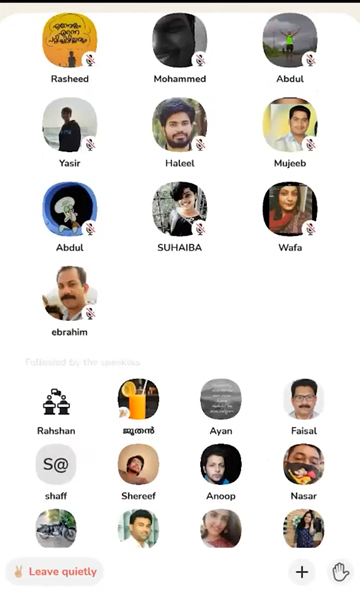 Rasheed
Mohammed
Abdul
Yasir
Haleel
Mujeeb
Abdul
SUHAIBA
Wafa
ebrahim
Followed by the speakers
Rahshan
ജൂതൻ
Ayan
Faisal
S@
shaff
Shereef
Anoop
Nasar
✌🏼 Leave quietly